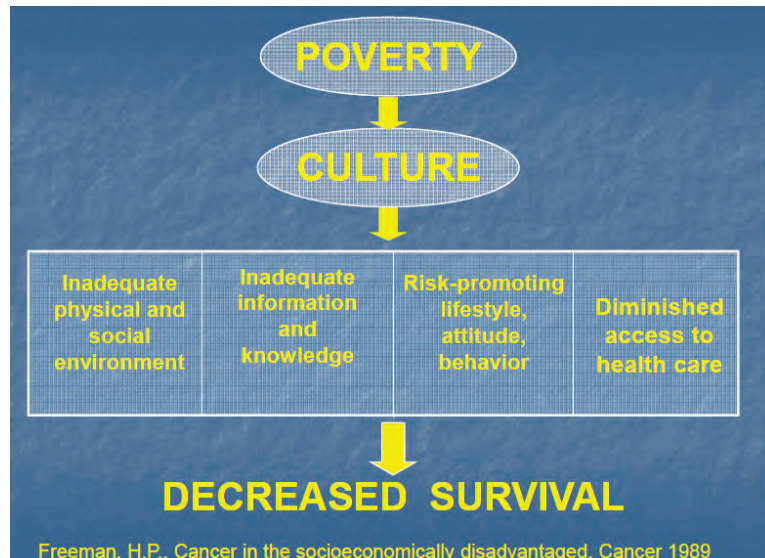 POVERTY
CULTURE
Inadequate
physical and
social
environment
Inadequate
information
and
knowledge
Risk-promoting
lifestyle,
attitude,
behavior
Diminished
access to
health care
DECREASED SURVIVAL
Freeman, H.P., Cancer in the socioeconomically disadvantaged. Cancer 1989